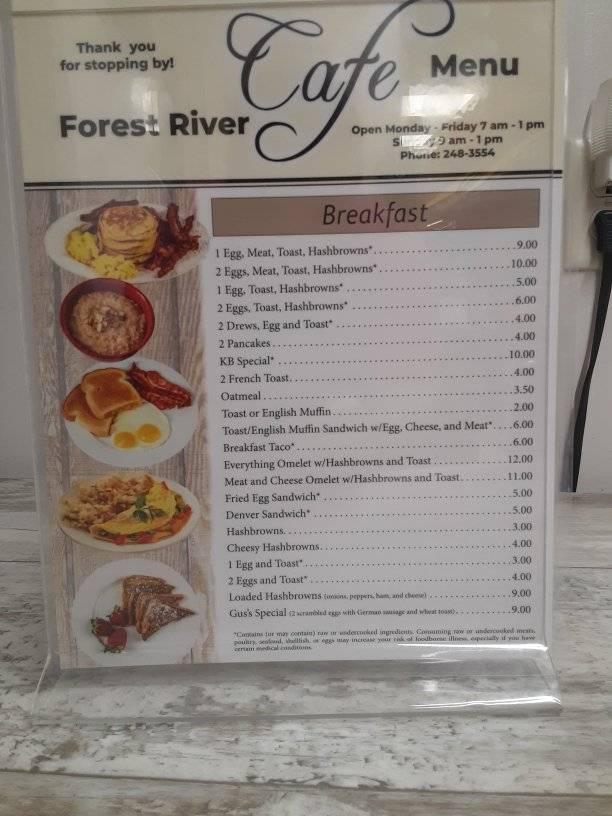 Thank you
for stopping by!
Cafe Menu
Forest River
Open Monday - Friday 7 am - 1 pm
9 am - 1 pm
Phone: 248-3554
Breakfast
1 Egg, Meat, Toast, Hashbrowns* 9.00
2 Eggs, Meat, Toast, Hashbrowns* 10.00
1 Egg, Toast, Hashbrowns* 5.00
2 Eggs, Toast, Hashbrowns* 6.00
2 Drews, Egg and Toast* 4.00
2 Pancakes 4.00
KB Special* 10.00
2 French Toast 4.00
Oatmeal 3.50
Toast or English Muffin 2.00
Toast/English Muffin Sandwich w/Egg, Cheese, and Meat* 6.00
Breakfast Taco* 6.00
Everything Omelet w/Hashbrowns and Toast 12.00
Meat and Cheese Omelet w/Hashbrowns and Toast 11.00
Fried Egg Sandwich* 5.00
Denver Sandwich* 5.00
Hashbrowns 3.00
Cheesy Hashbrowns 4.00
1 Egg and Toast* 3.00
2 Eggs and Toast* 4.00
Loaded Hashbrowns (onions, peppers, ham, and cheese) 9.00
Gus's Special (2 scrambled eggs with German sausage and wheat toast) 9.00
*Contains (or may contain) raw or undercooked ingredients. Consuming raw or undercooked meats,
poultry, seafood, shellfish, or eggs may increase your risk of foodborne illness, especially if you have
certain medical conditions.